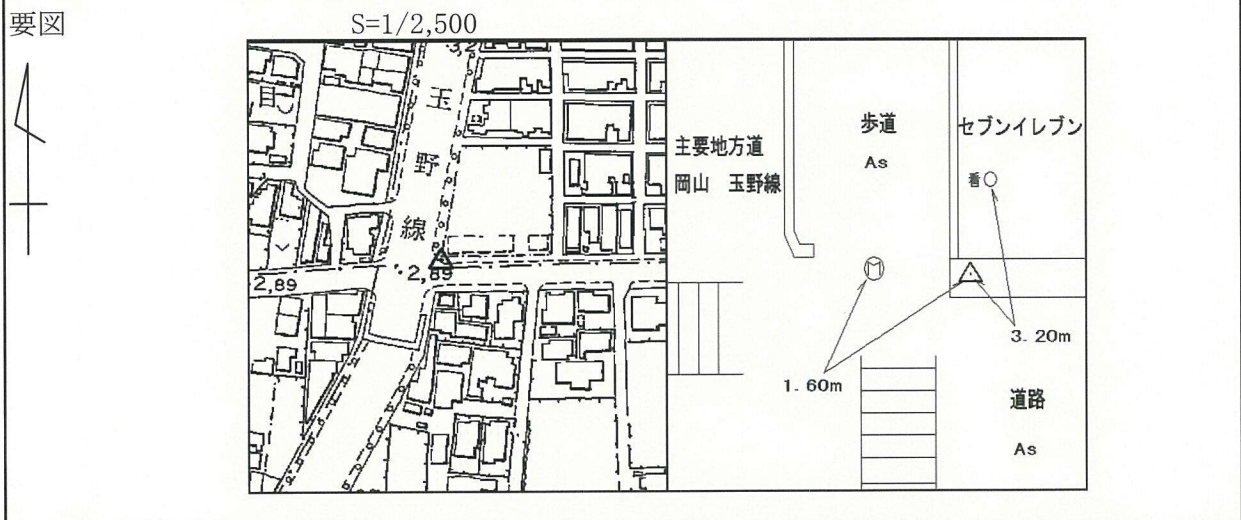 要図
S=1/2,500
3,2
玉
野
線
2,89
2,89
主要地方道
岡山 玉野線
歩道
As
セブンイレブン
看
M
1.60m
3.20m
道路
As